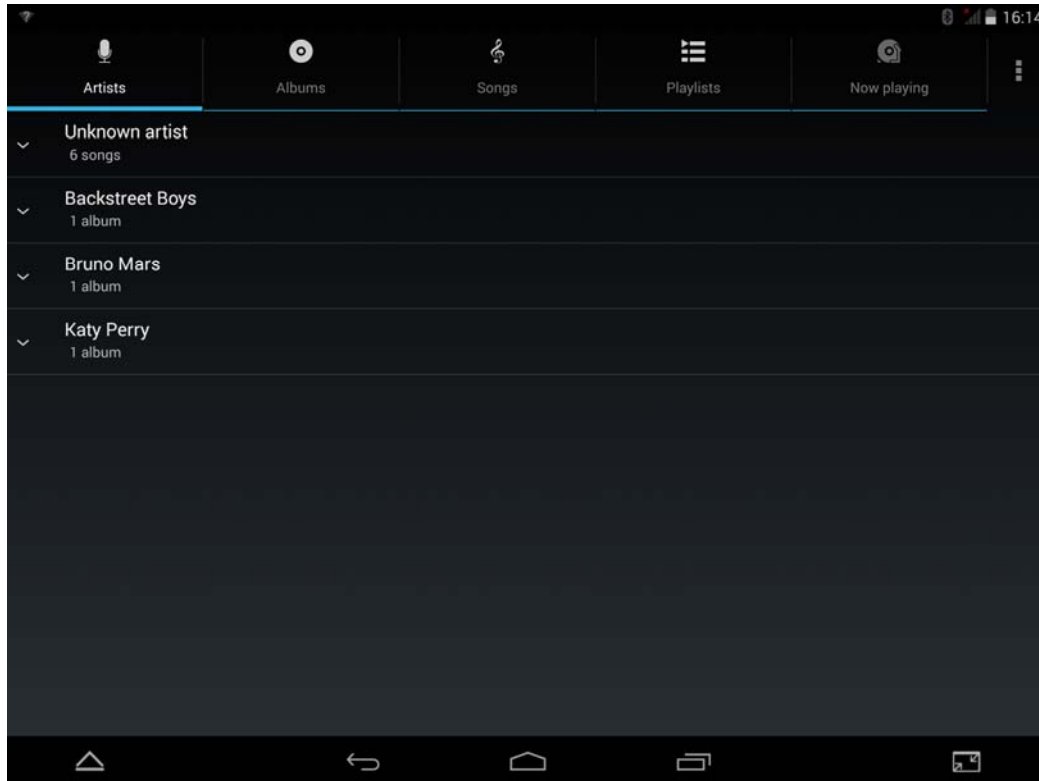 16:14
Artists
Albums
Songs
Playlists
Now playing
Unknown artist
6 songs
Backstreet Boys
1 album
Bruno Mars
1 album
Katy Perry
1 album